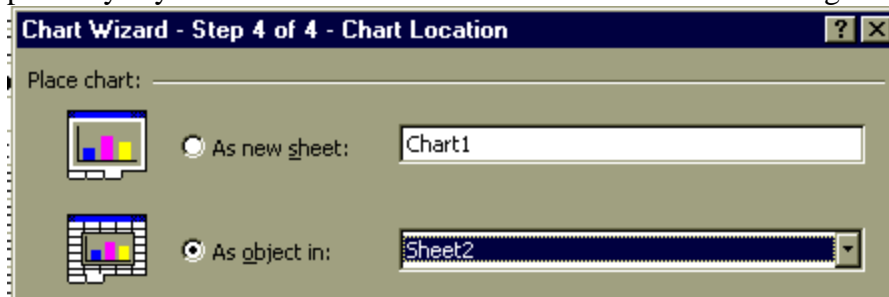 Chart Wizard - Step 4 of 4 - Chart Location
Place chart:
As new sheet: Chart1
As object in: Sheet2